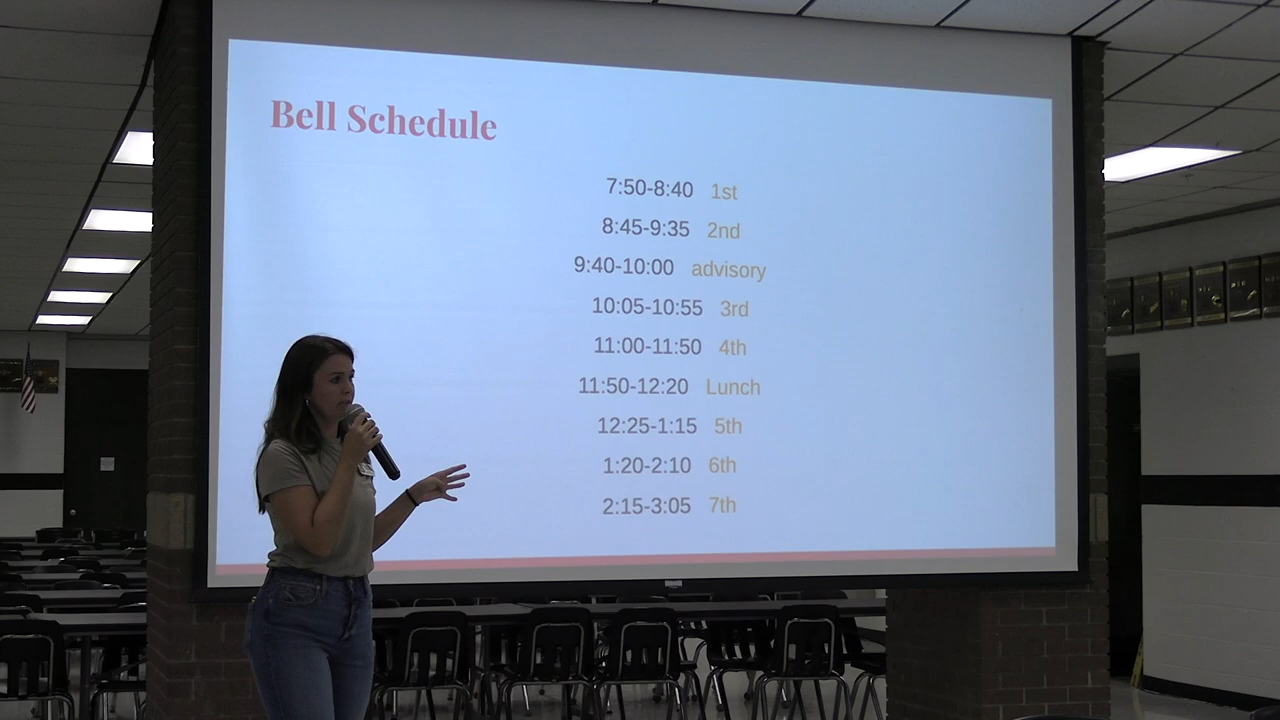 Bell Schedule
7:50-8:40 1st
8:45-9:35 2nd
9:40-10:00 advisory
10:05-10:55 3rd
11:00-11:50 4th
11:50-12:20 Lunch
12:25-1:15 5th
1:20-2:10 6th
2:15-3:05 7th